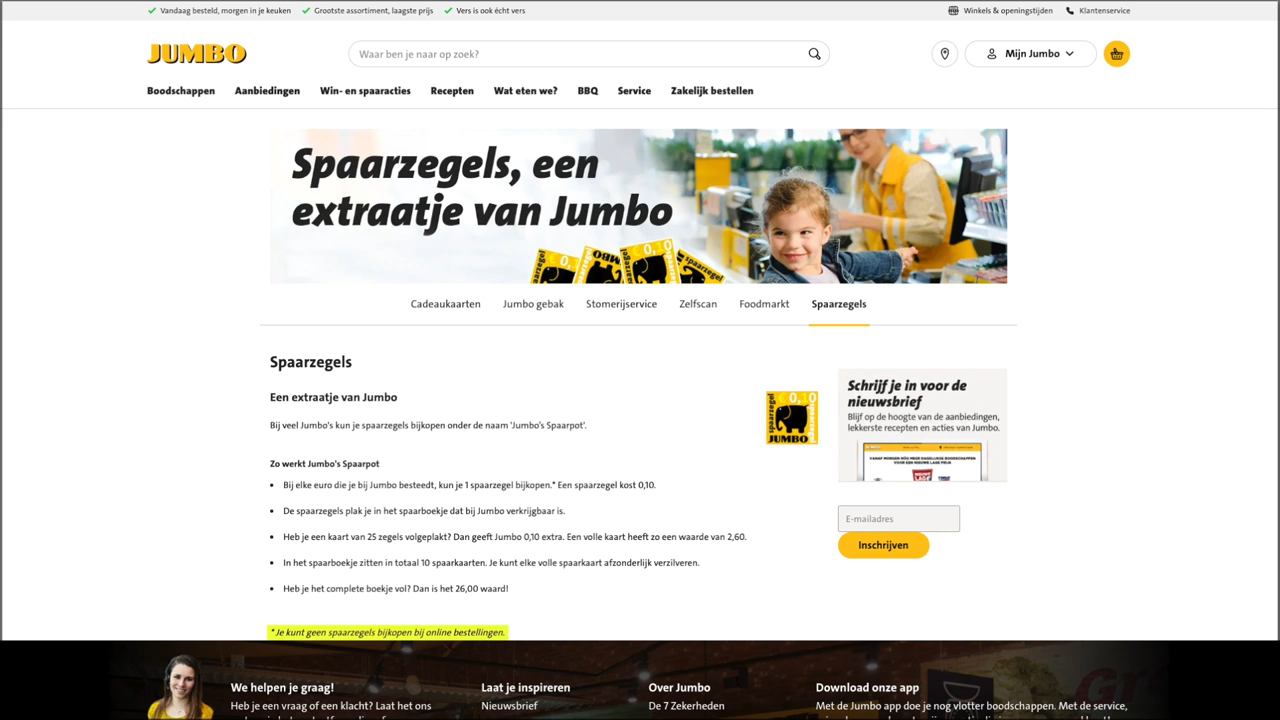 Vandaag besteld, morgen in je keuken
Grootste assortiment, laagste prijs
Vers is ook écht vers
Winkels & openingstijden
Klantenservice
JUMBO
Waar ben je naar op zoek?
Mijn Jumbo
Boodschappen
Aanbiedingen
Win- en spaaracties
Recepten
Wat eten we?
BBQ
Service
Zakelijk bestellen
Spaarzegels, een
extraatje van Jumbo
Cadeaukaarten
Jumbo gebak
Stomerijservice
Zelfscan
Foodmarkt
Spaarzegels
Spaarzegels
Een extraatje van Jumbo
Bij veel Jumbo's kun je spaarzegels bijkopen onder de naam 'Jumbo's Spaarpot'.
spaarzegel
€ 0,10
JUMBO
Zo werkt Jumbo's Spaarpot
• Bij elke euro die je bij Jumbo besteedt, kun je 1 spaarzegel bijkopen.* Een spaarzegel kost 0,10.
• De spaarzegels plak je in het spaarboekje dat bij Jumbo verkrijgbaar is.
• Heb je een kaart van 25 zegels volgeplakt? Dan geeft Jumbo 0,10 extra. Een volle kaart heeft zo een waarde van 2,60.
• In het spaarboekje zitten in totaal 10 spaarkaarten. Je kunt elke volle spaarkaart afzonderlijk verzilveren.
• Heb je het complete boekje vol? Dan is het 26,00 waard!
* Je kunt geen spaarzegels bijkopen bij online bestellingen.
Schrijf je in voor de
nieuwsbrief
Blijf op de hoogte van de aanbiedingen,
lekkerste recepten en acties van Jumbo.
E-mailadres
Inschrijven
We helpen je graag!
Heb je een vraag of een klacht? Laat het ons
Laat je inspireren
Nieuwsbrief
Over Jumbo
De 7 Zekerheden
Download onze app
Met de Jumbo app doe je nog vlotter boodschappen. Met de service,